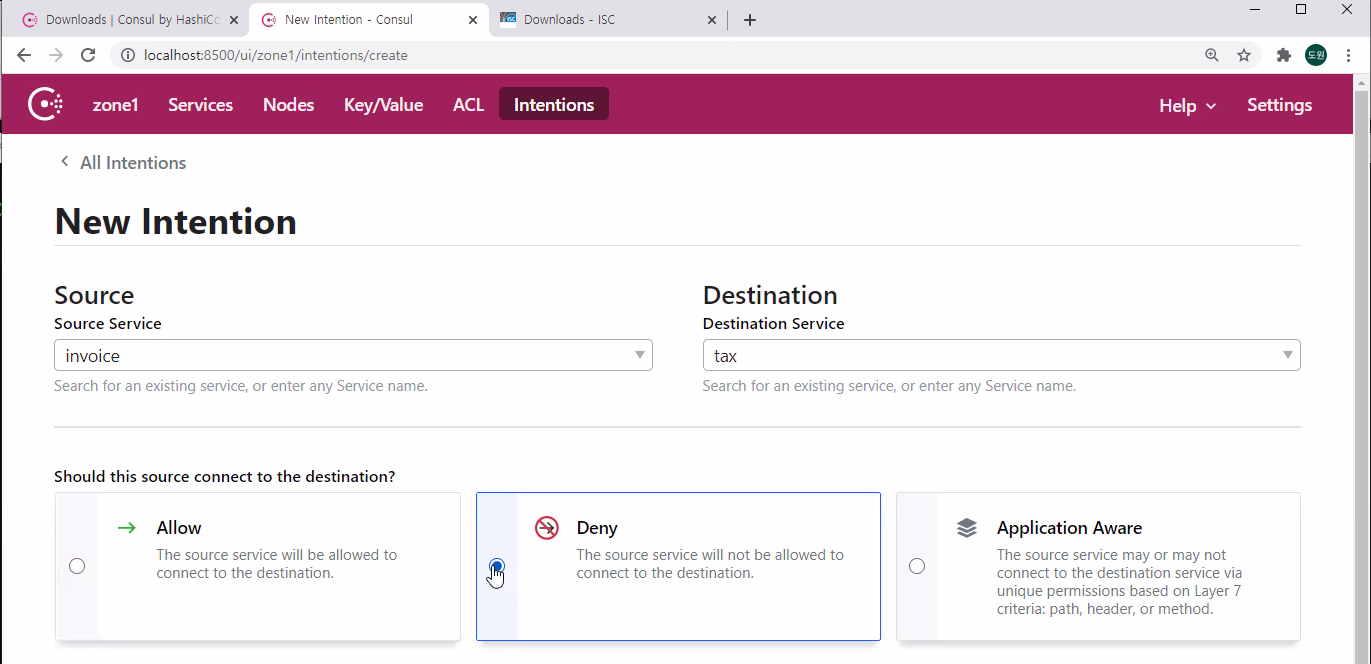 Downloads | Consul by HashiCo
New Intention - Consul
Downloads - ISC
localhost:8500/ui/zone1/intentions/create
도원
zone1 Services Nodes Key/Value ACL Intentions Help Settings
All Intentions
New Intention
Source
Source Service
invoice
Search for an existing service, or enter any Service name.
Destination
Destination Service
tax
Search for an existing service, or enter any Service name.
Should this source connect to the destination?
Allow
The source service will be allowed to
connect to the destination.
Deny
The source service will not be allowed to
connect to the destination.
Application Aware
The source service may or may not
connect to the destination service via
unique permissions based on Layer 7
criteria: path, header, or method.